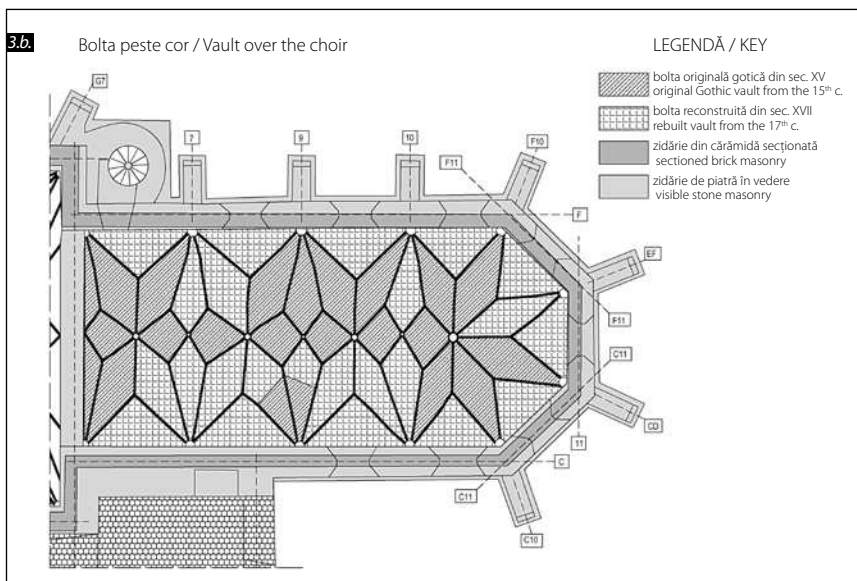 3.b.
Bolta peste cor / Vault over the choir
LEGENDĂ / KEY
bolta originală gotică din sec. XV
original Gothic vault from the 15th c.
bolta reconstruită din sec. XVII
rebuilt vault from the 17th c.
zidărie din cărămidă secționată
sectioned brick masonry
zidărie de piatră în vedere
visible stone masonry
G7
7
9
10
F11
F10
F
EF
F11
C11
CD
11
C
C11
C10